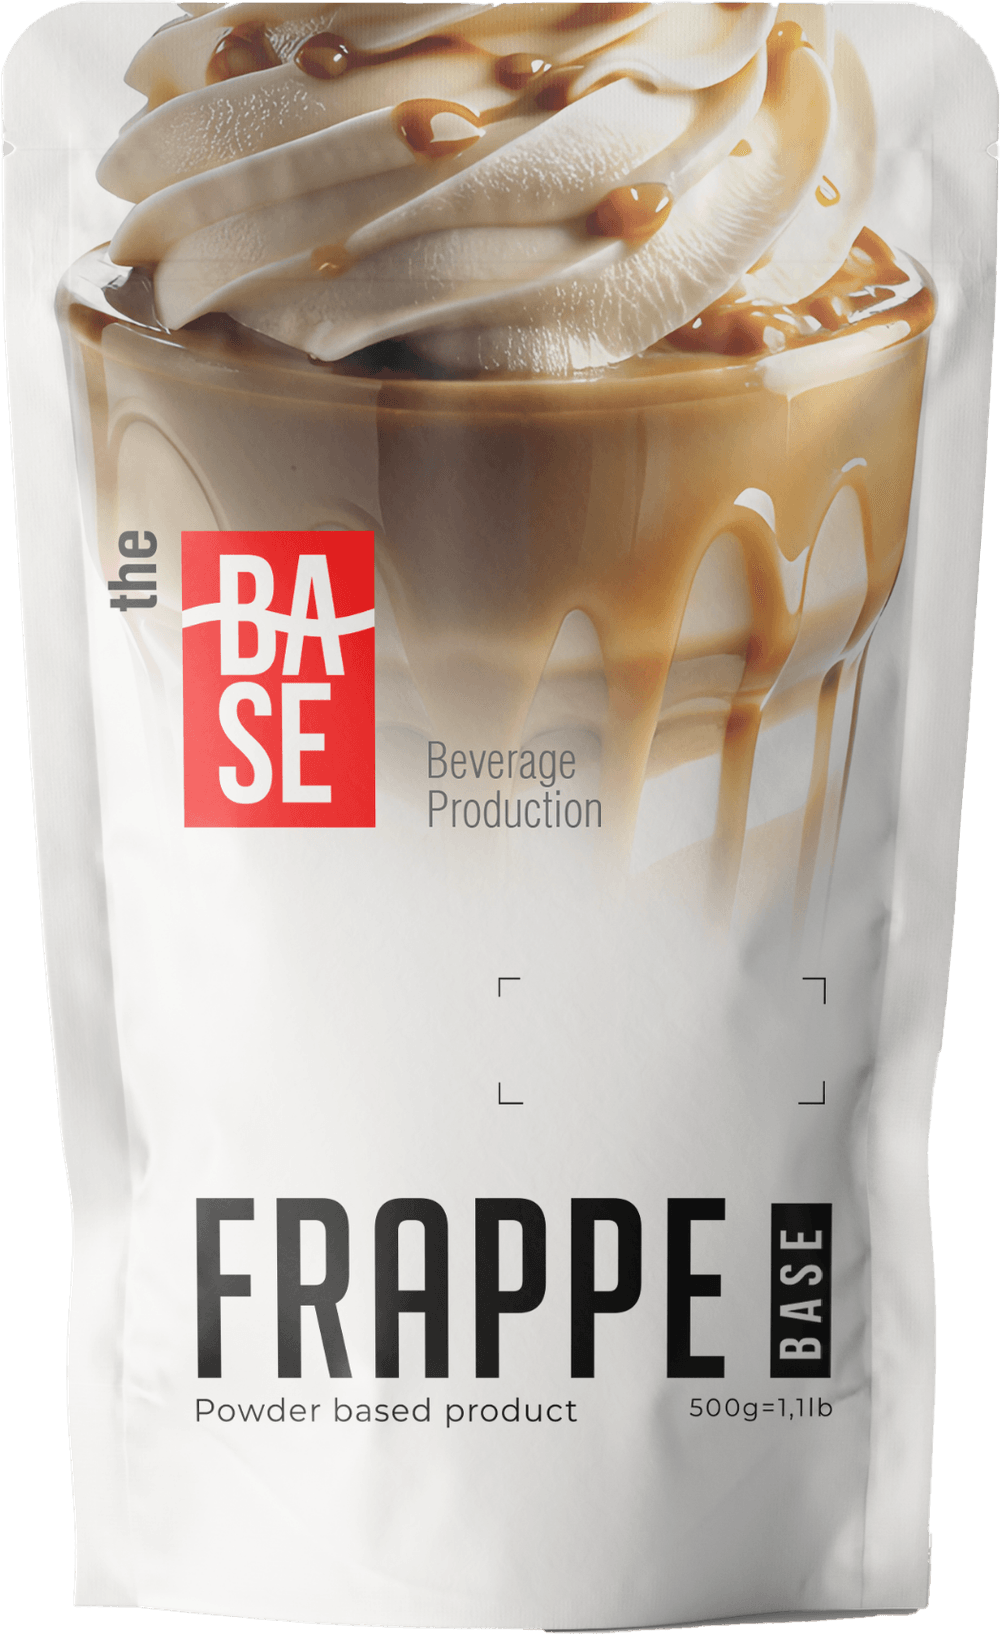 the
BA
SE
Beverage
Production
FRAPPE
BASE
Powder based product
500g=1,1lb